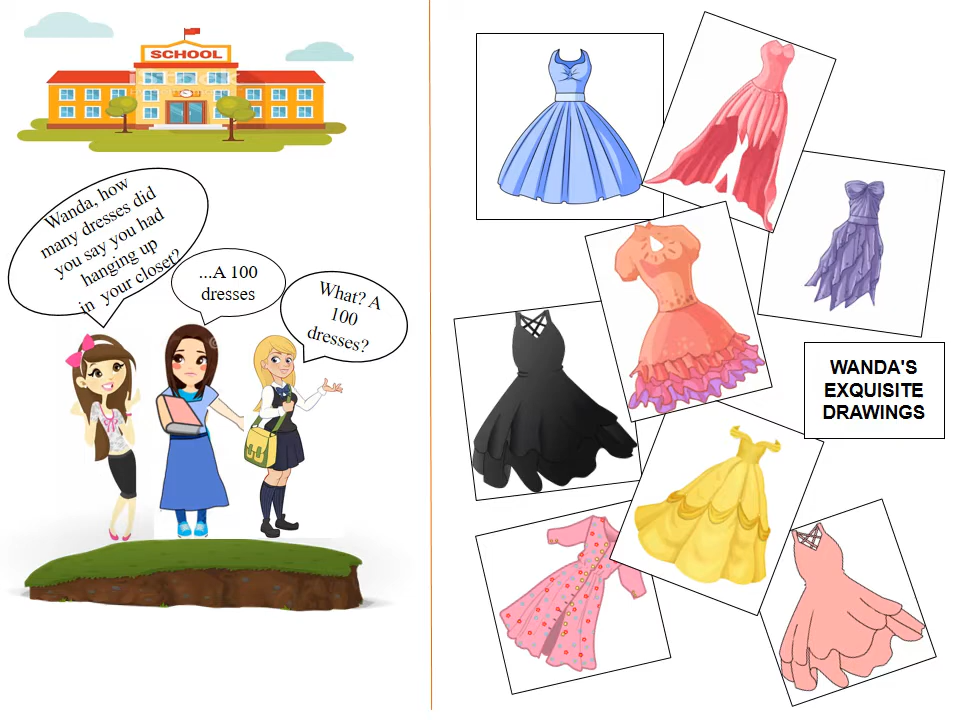 SCHOOL
Wanda, how
many dresses did
you say you had
hanging up
in your closet?
...A 100
dresses
What? A
100
dresses?
WANDA'S
EXQUISITE
DRAWINGS